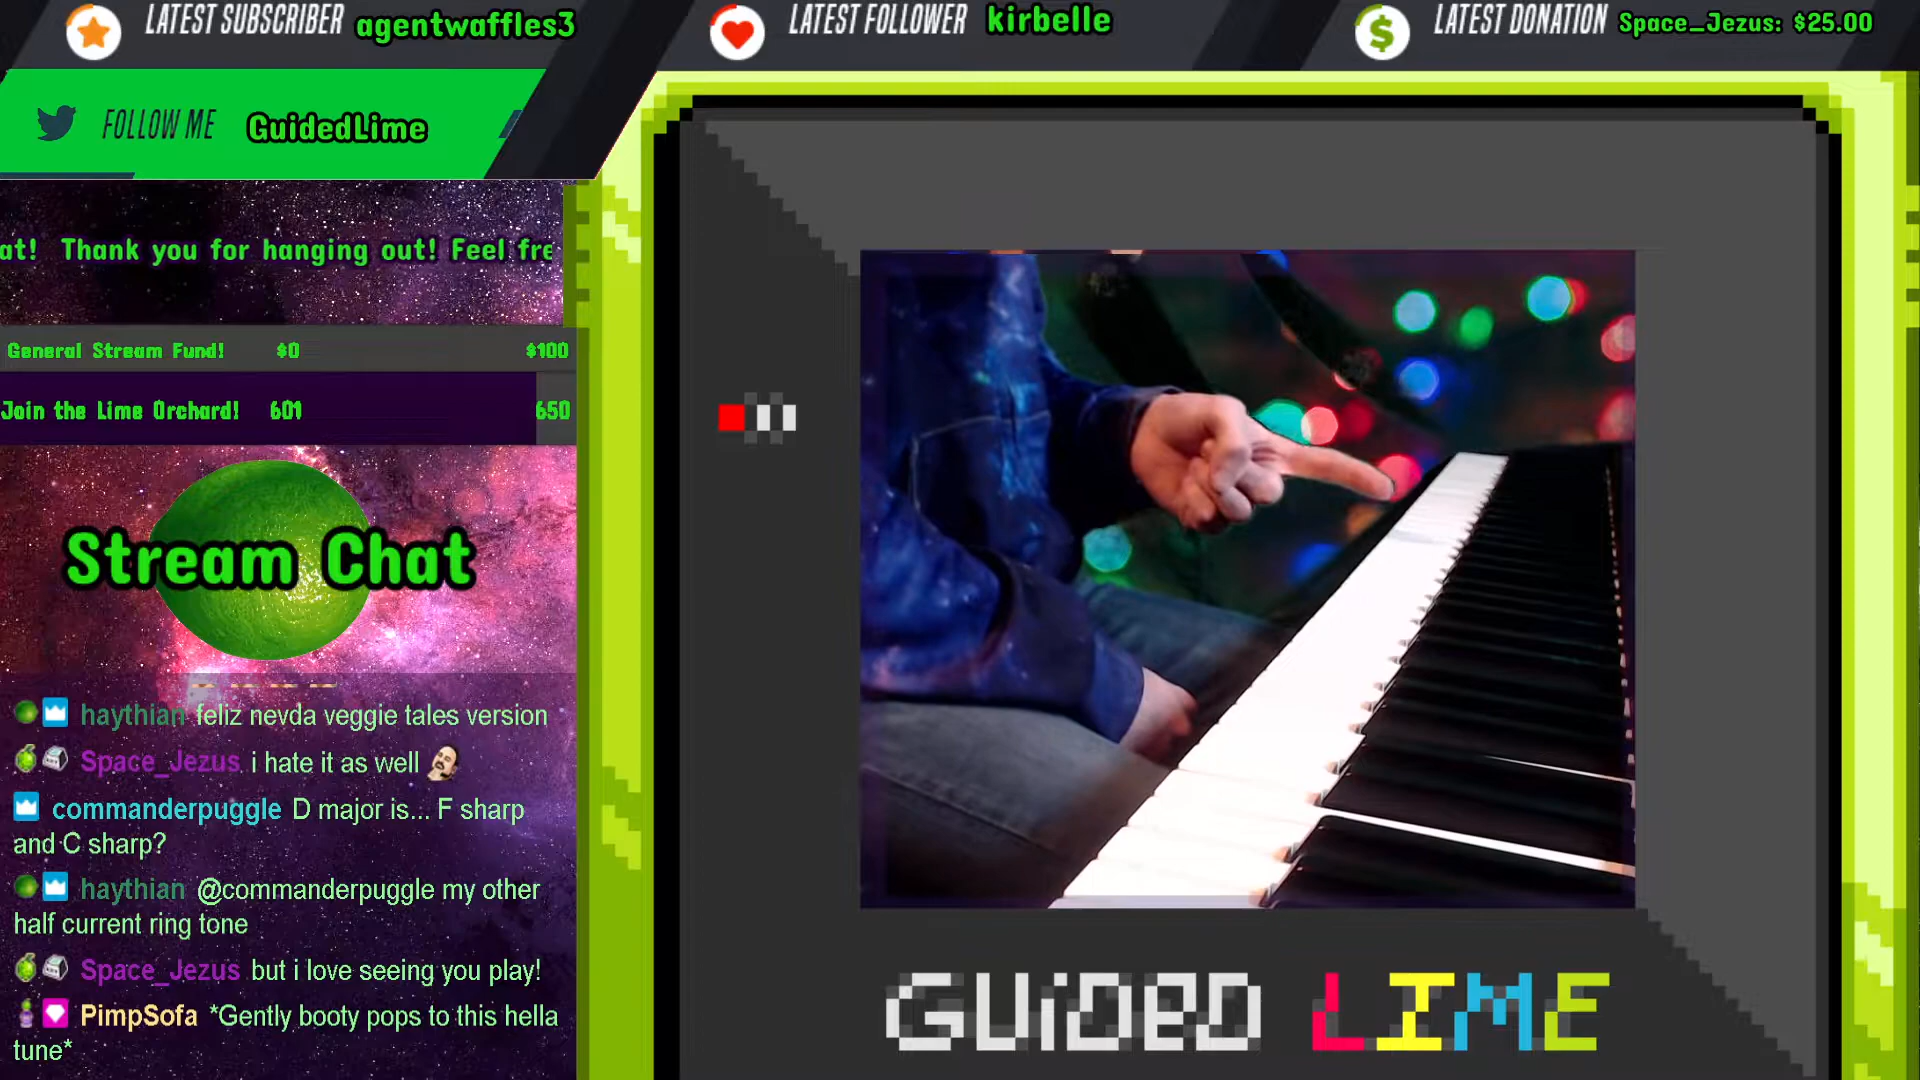 LATEST SUBSCRIBER agentwaffles3
LATEST FOLLOWER kirbelle
LATEST DONATION Space_Jezus: $25.00
FOLLOW ME GuidedLime
at! Thank you for hanging out! Feel fre
General Stream Fund! $0 $100
Join the Lime Orchard! 601 650
Stream Chat
haythian feliz nevda veggie tales version
Space_Jezus i hate it as well
commanderpuggle D major is... F sharp
and C sharp?
haythian @commanderpuggle my other
half current ring tone
Space_Jezus but i love seeing you play!
PimpSofa *Gently booty pops to this hella
tune*
GUiDED LIME